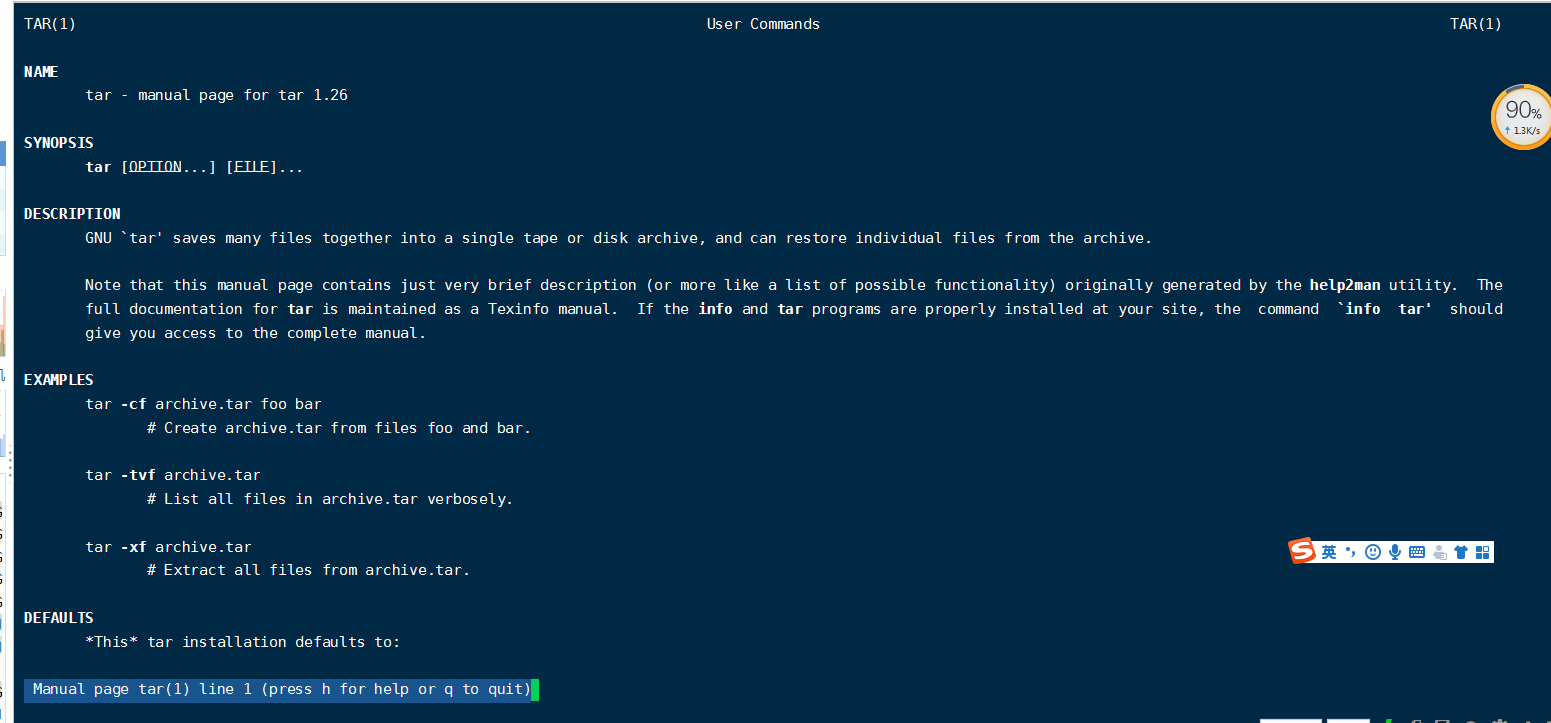 TAR(1) User Commands TAR(1)
NAME
tar - manual page for tar 1.26
SYNOPSIS
tar [OPTION...] [FILE]...
DESCRIPTION
GNU `tar' saves many files together into a single tape or disk archive, and can restore individual files from the archive.
Note that this manual page contains just very brief description (or more like a list of possible functionality) originally generated by the help2man utility. The
full documentation for tar is maintained as a Texinfo manual. If the info and tar programs are properly installed at your site, the command `info tar' should
give you access to the complete manual.
EXAMPLES
tar -cf archive.tar foo bar
# Create archive.tar from files foo and bar.
tar -tvf archive.tar
# List all files in archive.tar verbosely.
tar -xf archive.tar
# Extract all files from archive.tar.
DEFAULTS
*This* tar installation defaults to:
Manual page tar(1) line 1 (press h for help or q to quit)
90%
↑ 1.3K/s
S 英